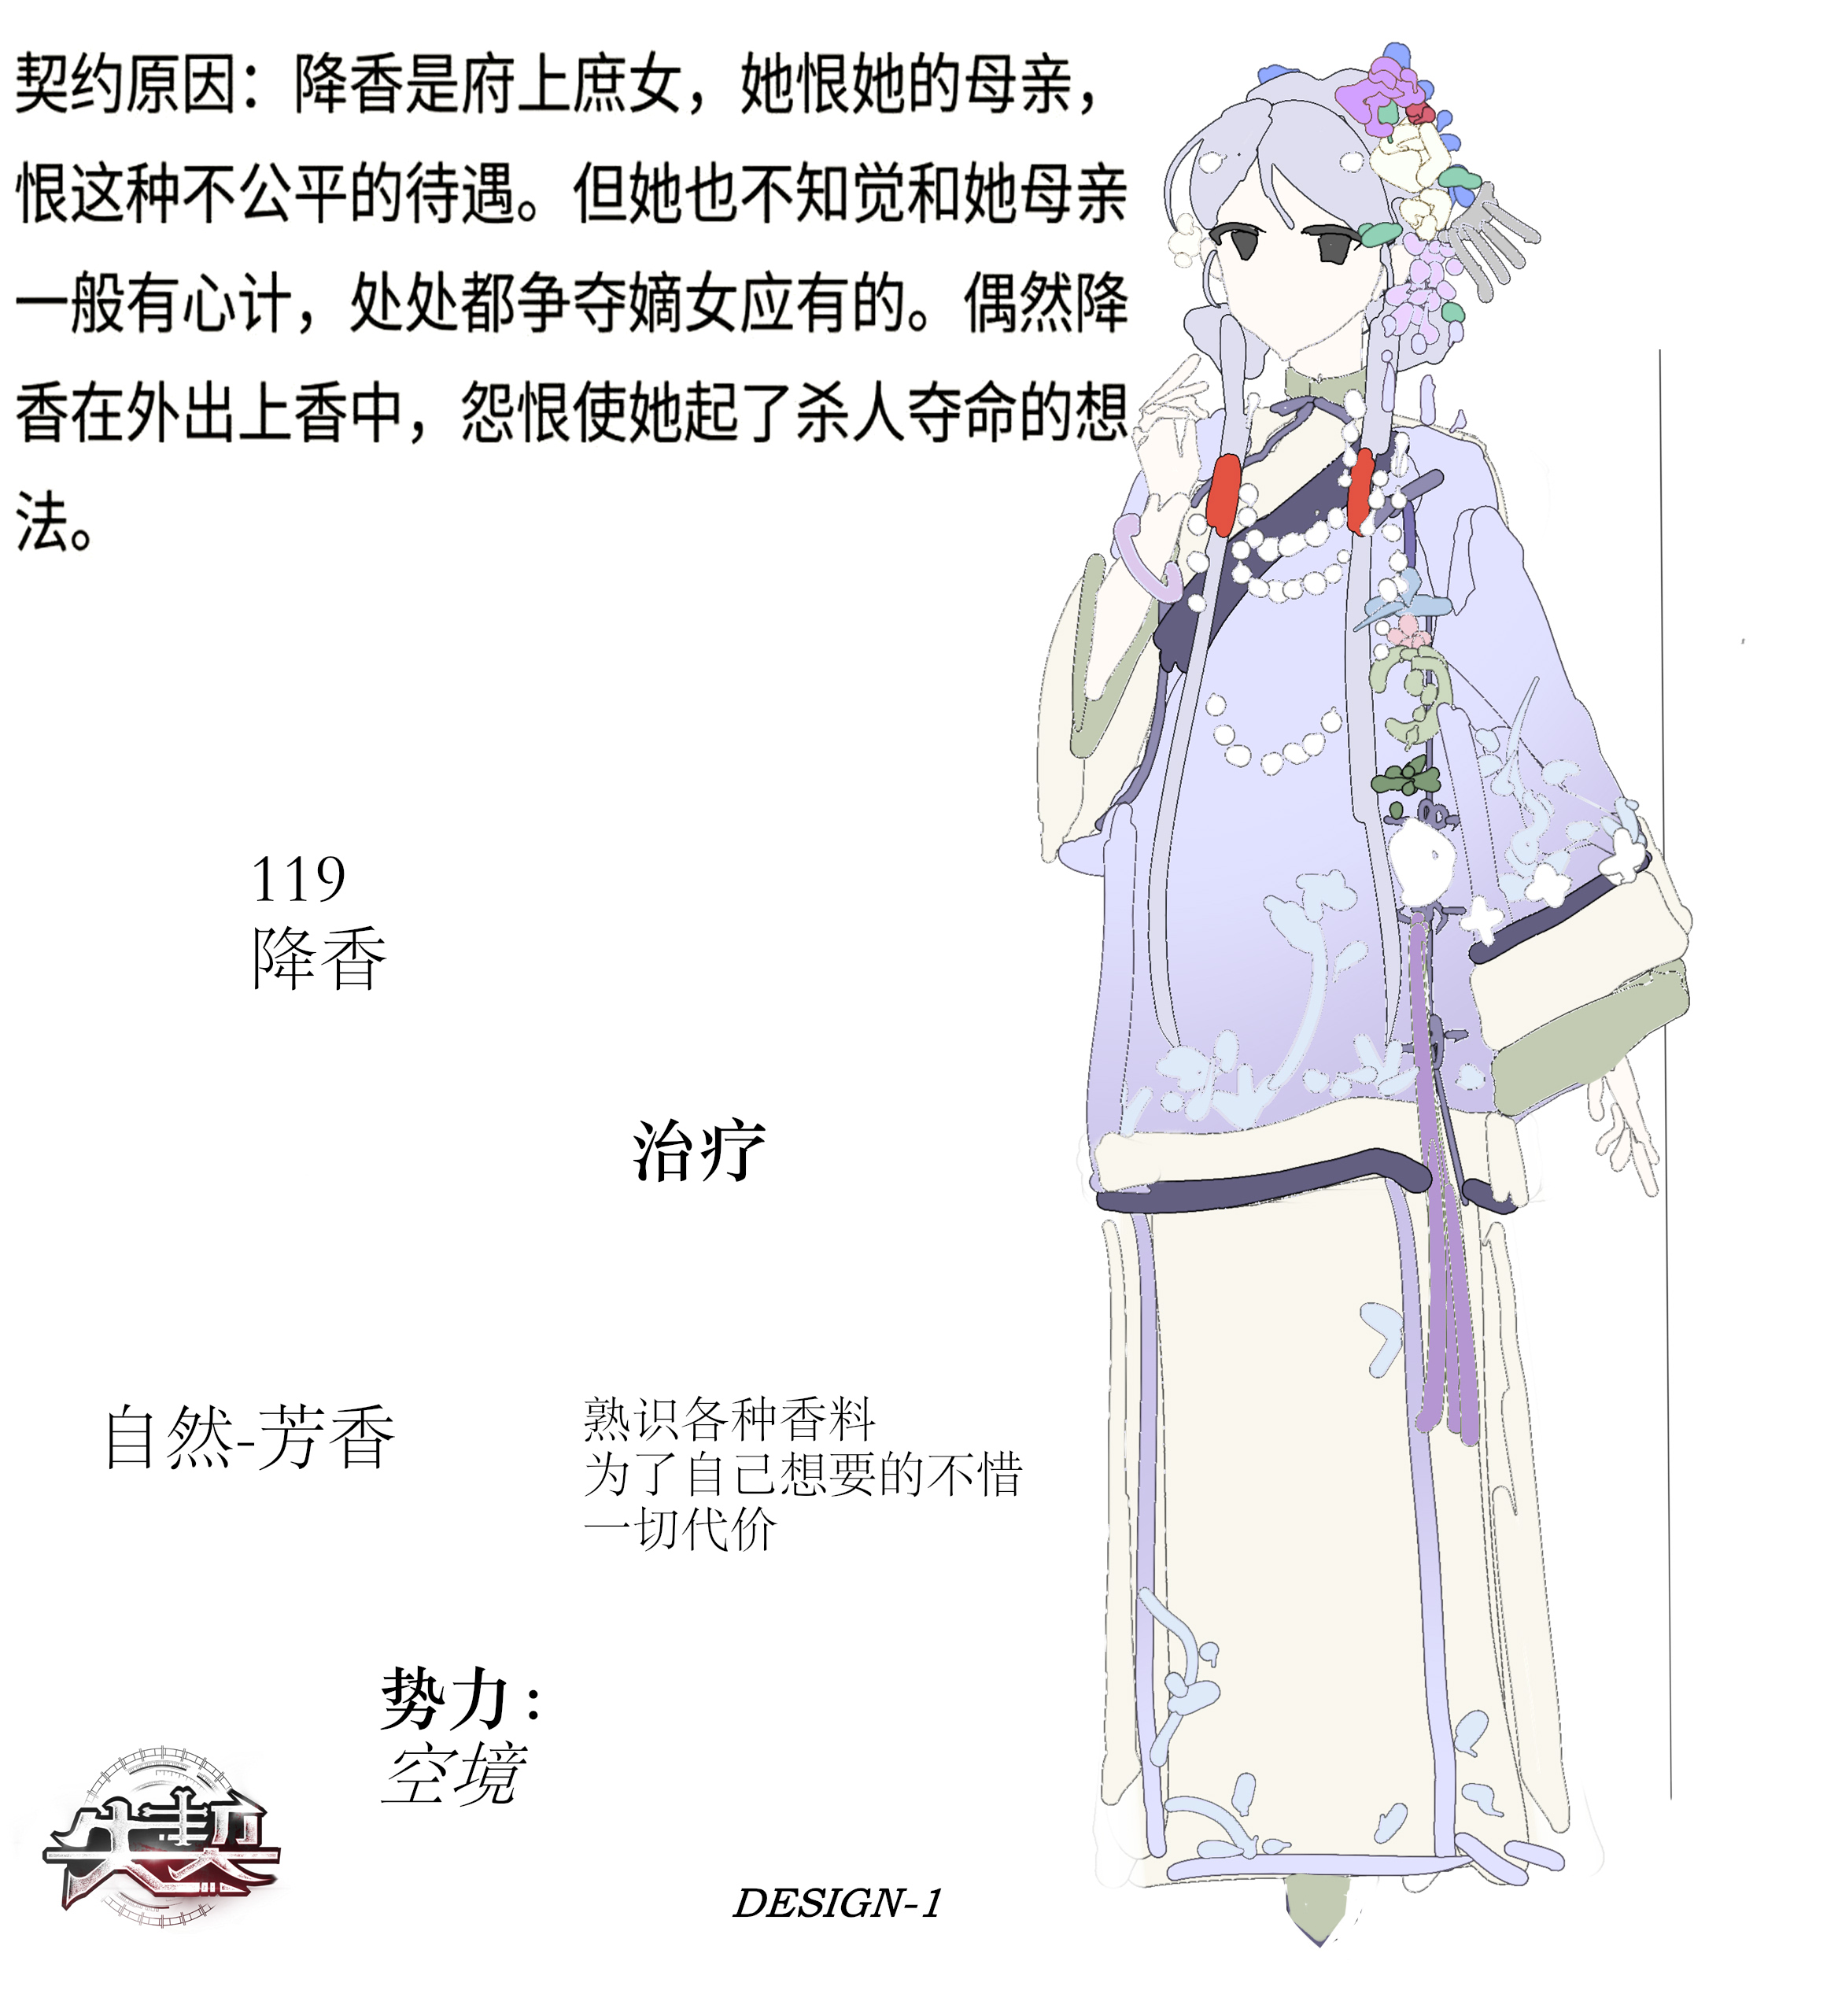 契约原因：降香是府上庶女，她恨她的母亲，
恨这种不公平的待遇。但她也不知觉和她母亲
一般有心计，处处都争夺嫡女应有的。偶然降
香在外出上香中，怨恨使她起了杀人夺命的想
法。
119
降香
治疗
自然-芳香
熟识各种香料
为了自己想要的不惜
一切代价
势力：
空境
失契
DESIGN-1